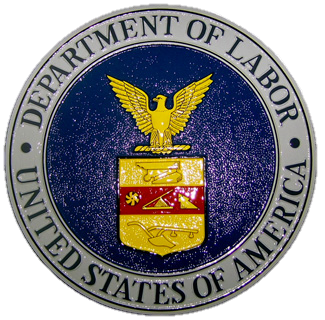 DEPARTMENT OF LABOR
UNITED STATES OF AMERICA